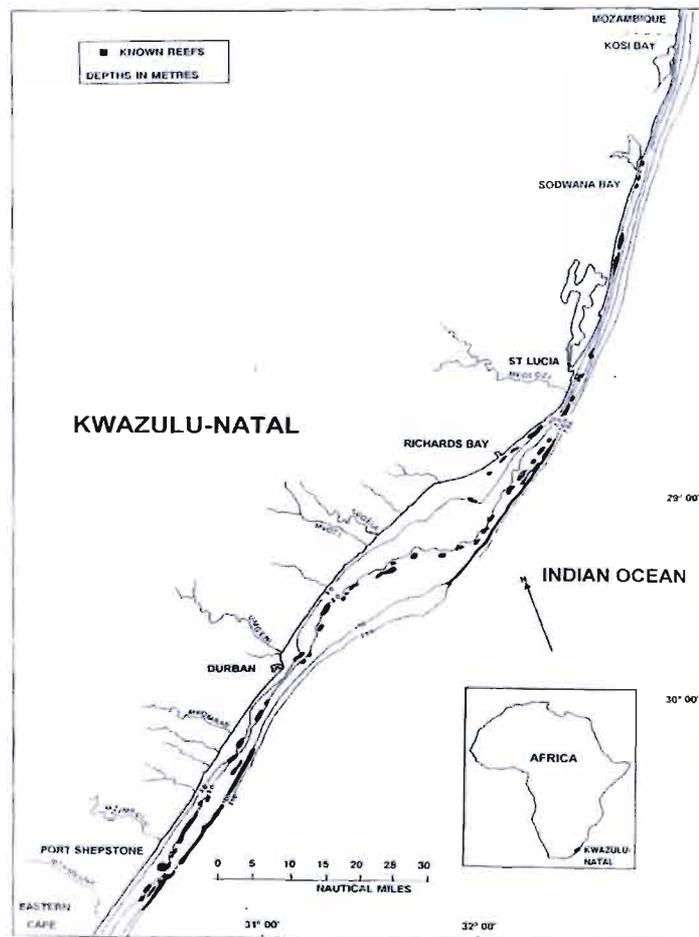 MOZAMBIQUE
KOSI BAY
KNOWN REEFS
DEPTHS IN METRES
SODWANA BAY
ST LUCIA
KWAZULU-NATAL
RICHARDS BAY
29° 00'
N
INDIAN OCEAN
DURBAN
30° 00'
AFRICA
PORT SHEPSTONE
KWAZULU-
NATAL
0 5 10 15 20 30
NAUTICAL MILES
EASTERN
CAPE
31° 00'
32° 00'